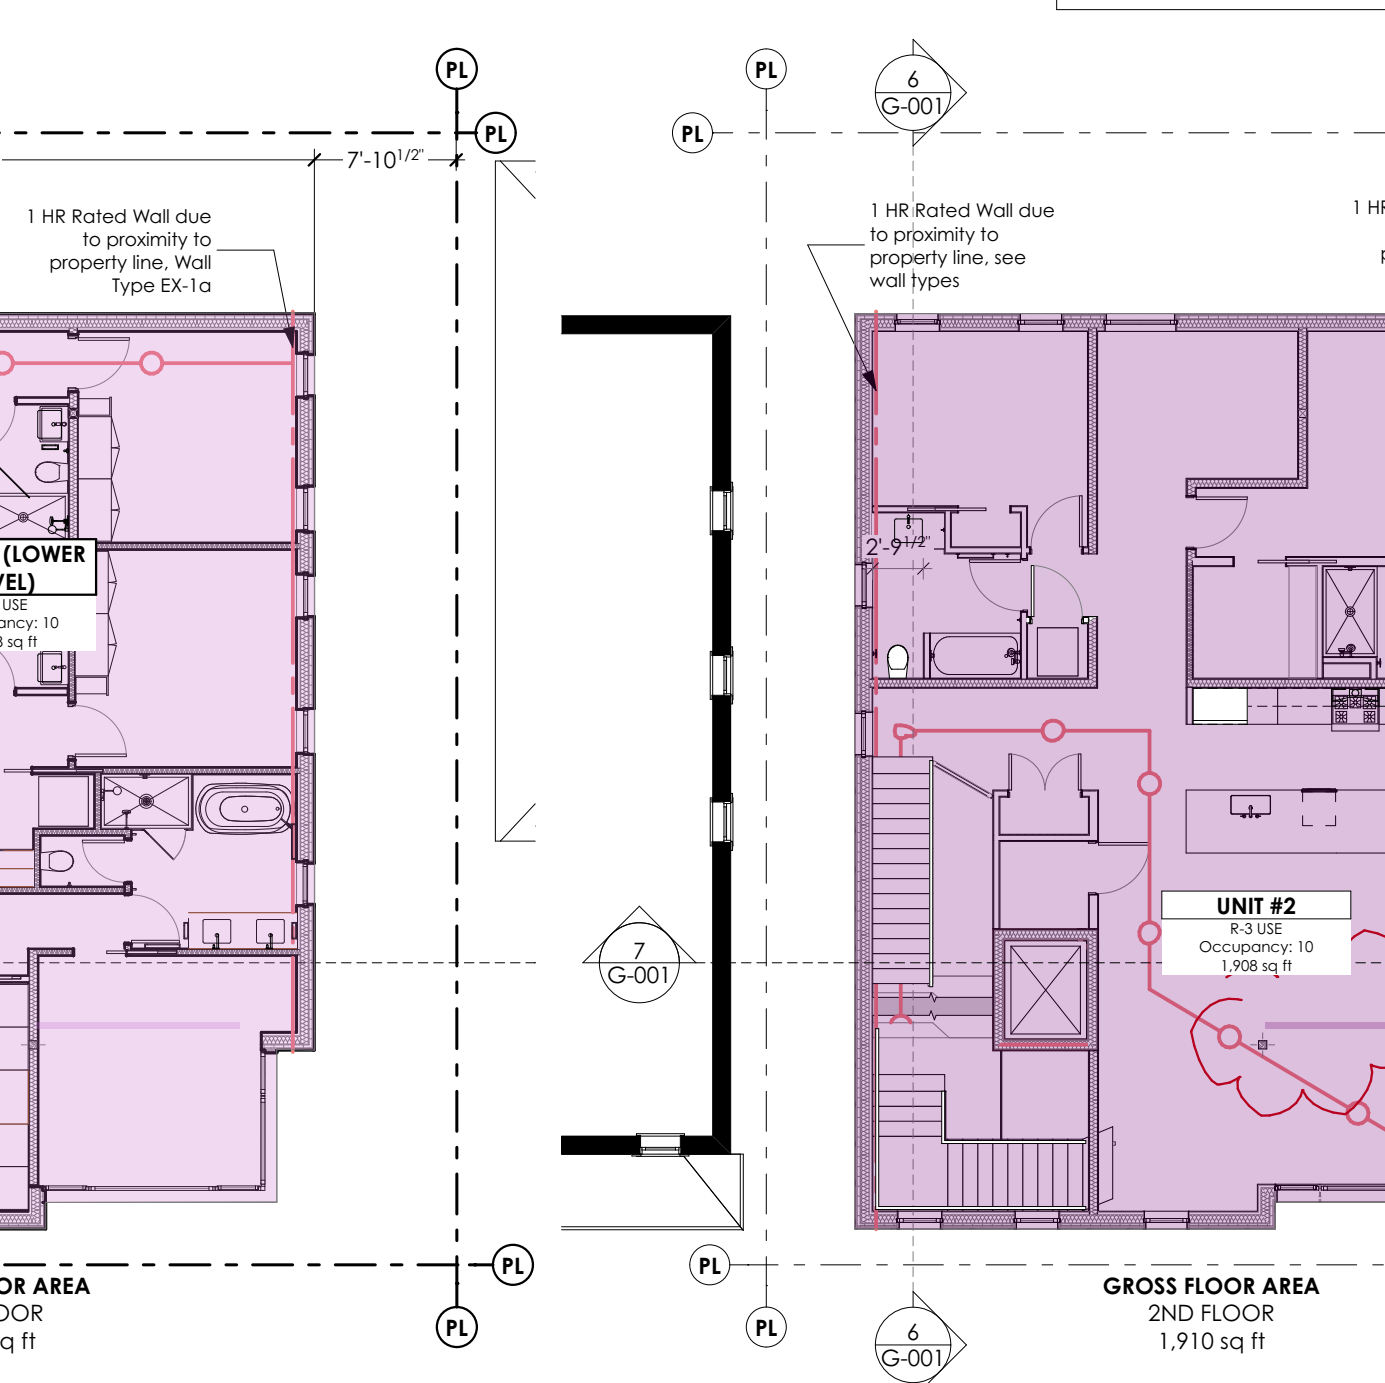 PL
PL
7'-10 1/2"
1 HR Rated Wall due
to proximity to
property line, Wall
Type EX-1a
(LOWER
VEL)
USE
ancy: 10
sq ft
OR AREA
OOR
q ft
PL
PL
PL
PL
6
G-001
1 HR Rated Wall due
to proximity to
property line, see
wall types
1 HR
p
2'-9 1/2"
7
G-001
UNIT #2
R-3 USE
Occupancy: 10
1,908 sq ft
PL
PL
6
G-001
GROSS FLOOR AREA
2ND FLOOR
1,910 sq ft